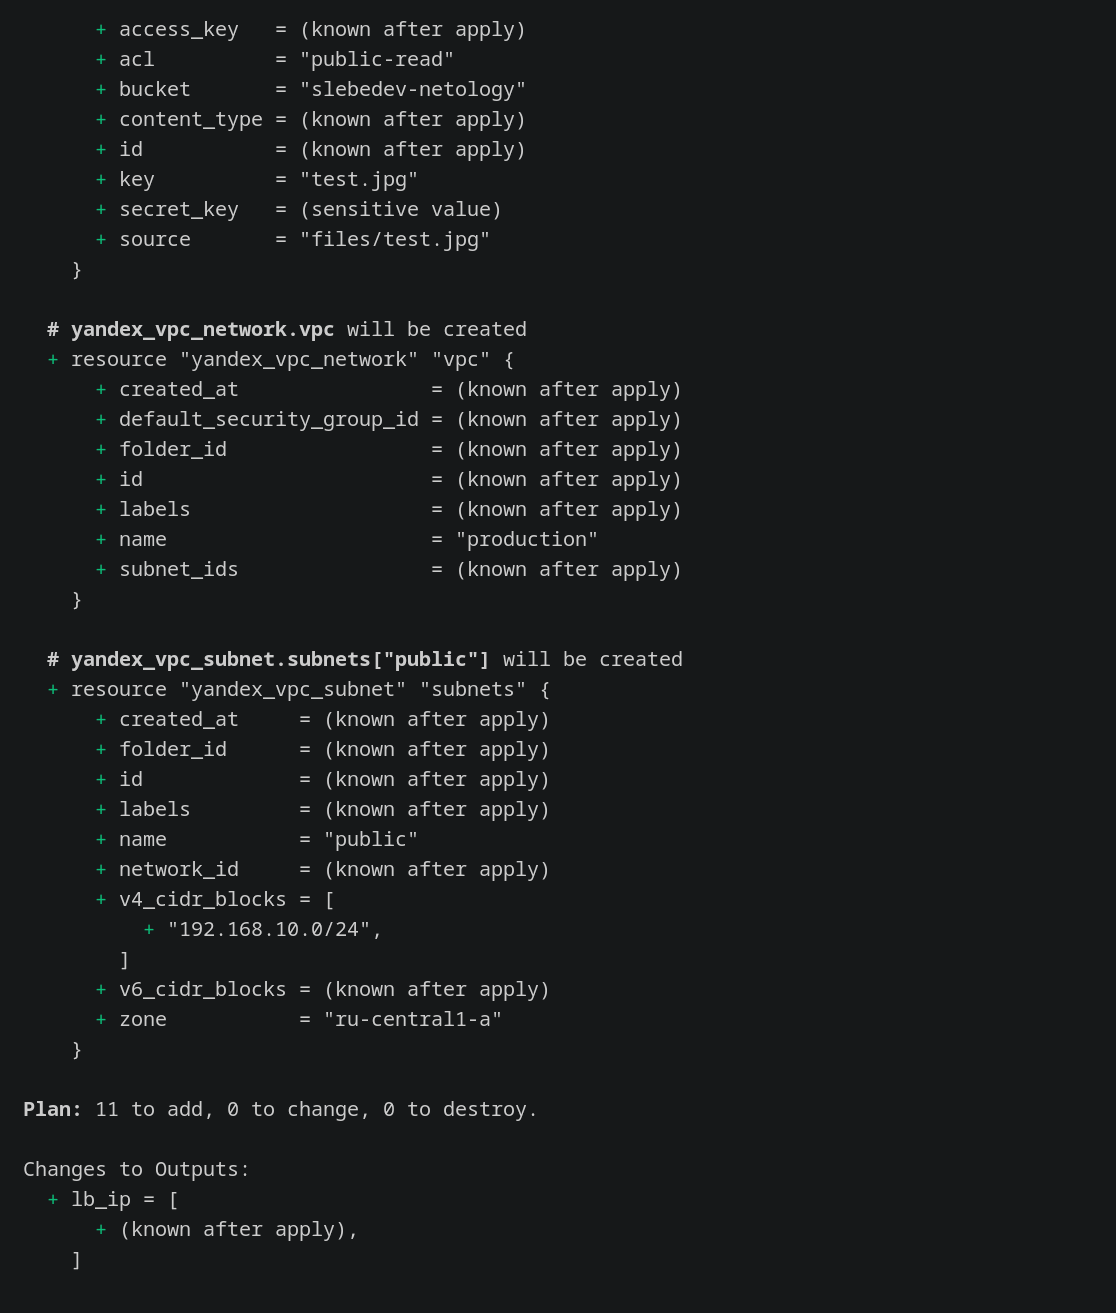 + access_key   = (known after apply)
+ acl          = "public-read"
+ bucket       = "slebedev-netology"
+ content_type = (known after apply)
+ id           = (known after apply)
+ key          = "test.jpg"
+ secret_key   = (sensitive value)
+ source       = "files/test.jpg"
}
# yandex_vpc_network.vpc will be created
+ resource "yandex_vpc_network" "vpc" {
+ created_at                = (known after apply)
+ default_security_group_id = (known after apply)
+ folder_id                 = (known after apply)
+ id                        = (known after apply)
+ labels                    = (known after apply)
+ name                      = "production"
+ subnet_ids                = (known after apply)
}
# yandex_vpc_subnet.subnets["public"] will be created
+ resource "yandex_vpc_subnet" "subnets" {
+ created_at     = (known after apply)
+ folder_id      = (known after apply)
+ id             = (known after apply)
+ labels         = (known after apply)
+ name           = "public"
+ network_id     = (known after apply)
+ v4_cidr_blocks = [
+ "192.168.10.0/24",
]
+ v6_cidr_blocks = (known after apply)
+ zone           = "ru-central1-a"
}
Plan: 11 to add, 0 to change, 0 to destroy.
Changes to Outputs:
+ lb_ip = [
+ (known after apply),
]